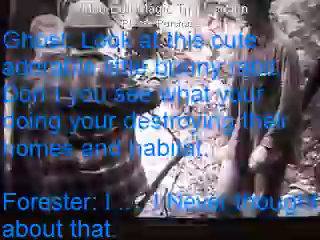 Ghost: Look at this cute
adorable little bunny rabit.
Don't you see what your
doing your destroying their
homes and habitat.
Forester: I .... I Never thought
about that.